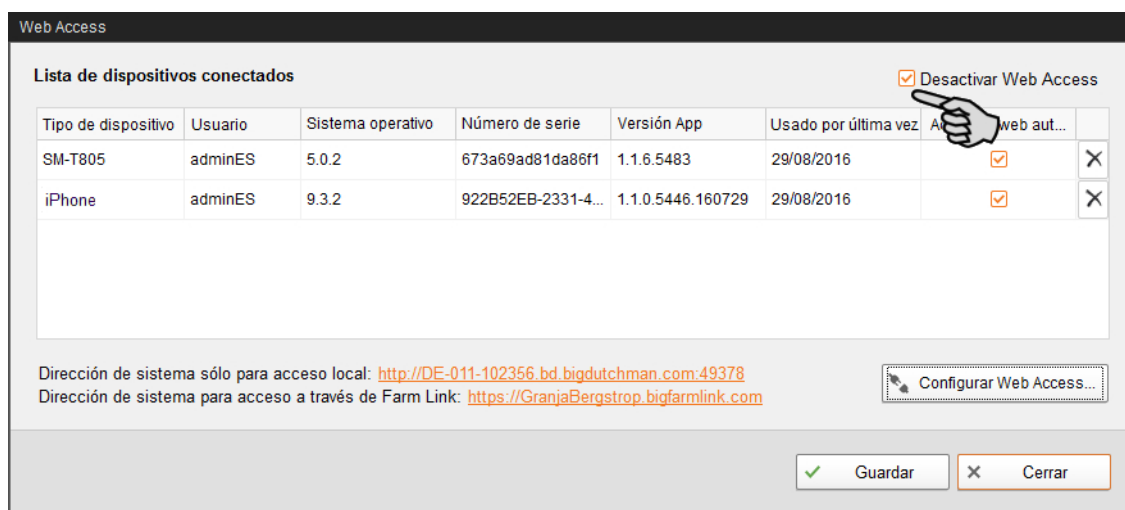 Web Access
Lista de dispositivos conectados
Desactivar Web Access
Tipo de dispositivo Usuario Sistema operativo Número de serie Versión App Usado por última vez web aut...
SM-T805 adminES 5.0.2 673a69ad81da86f1 1.1.6.5483 29/08/2016
iPhone adminES 9.3.2 922B52EB-2331-4... 1.1.0.5446.160729 29/08/2016
Dirección de sistema sólo para acceso local: http://DE-011-102356.bd.bigdutchman.com:49378
Dirección de sistema para acceso a través de Farm Link: https://GranjaBergstrop.bigfarmlink.com
Configurar Web Access...
Guardar Cerrar